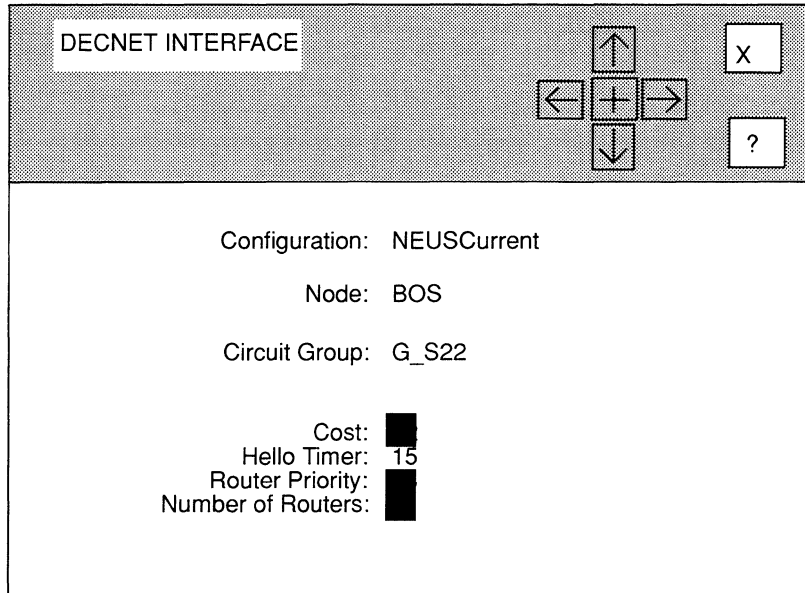 DECNET INTERFACE
X
?
Configuration: NEUSCurrent
Node: BOS
Circuit Group: G_S22
Cost:
Hello Timer: 15
Router Priority:
Number of Routers: